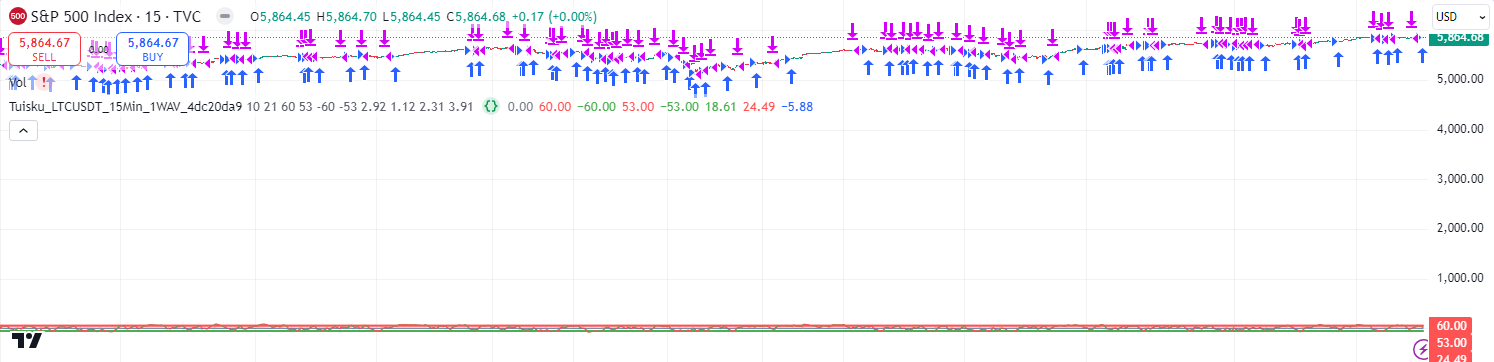 500 S&P 500 Index · 15 · TVC O5,864.45 H5,864.70 L5,864.45 C5,864.68 +0.17 (+0.00%)
USD
5,864.67 SELL
0.00
5,864.67 BUY
5,864.68
Vol !
5,000.00
Tuisku_LTCUSDT_15Min_1WAV_4dc20da9 10 21 60 53 -60 -53 2.92 1.12 2.31 3.91 {} 0.00 60.00 −60.00 53.00 −53.00 18.61 24.49 −5.88
4,000.00
3,000.00
2,000.00
1,000.00
60.00
53.00
24.49